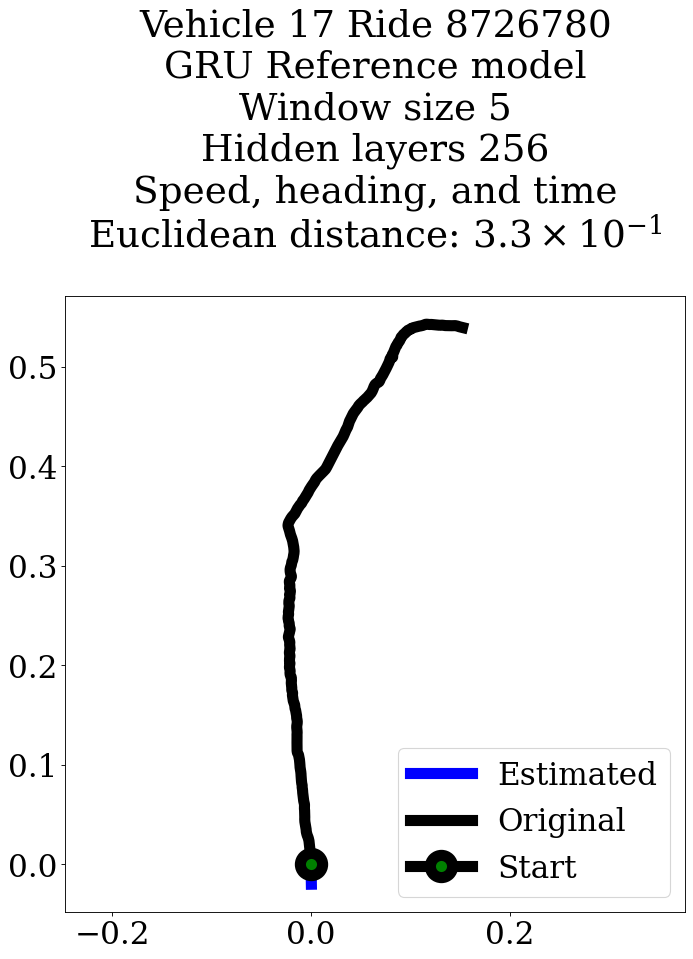 Vehicle 17 Ride 8726780
GRU Reference model
Window size 5
Hidden layers 256
Speed, heading, and time
Euclidean distance: 3.3 × 10⁻¹
0.5
0.4
0.3
0.2
0.1
0.0
Estimated
Original
Start
−0.2 0.0 0.2